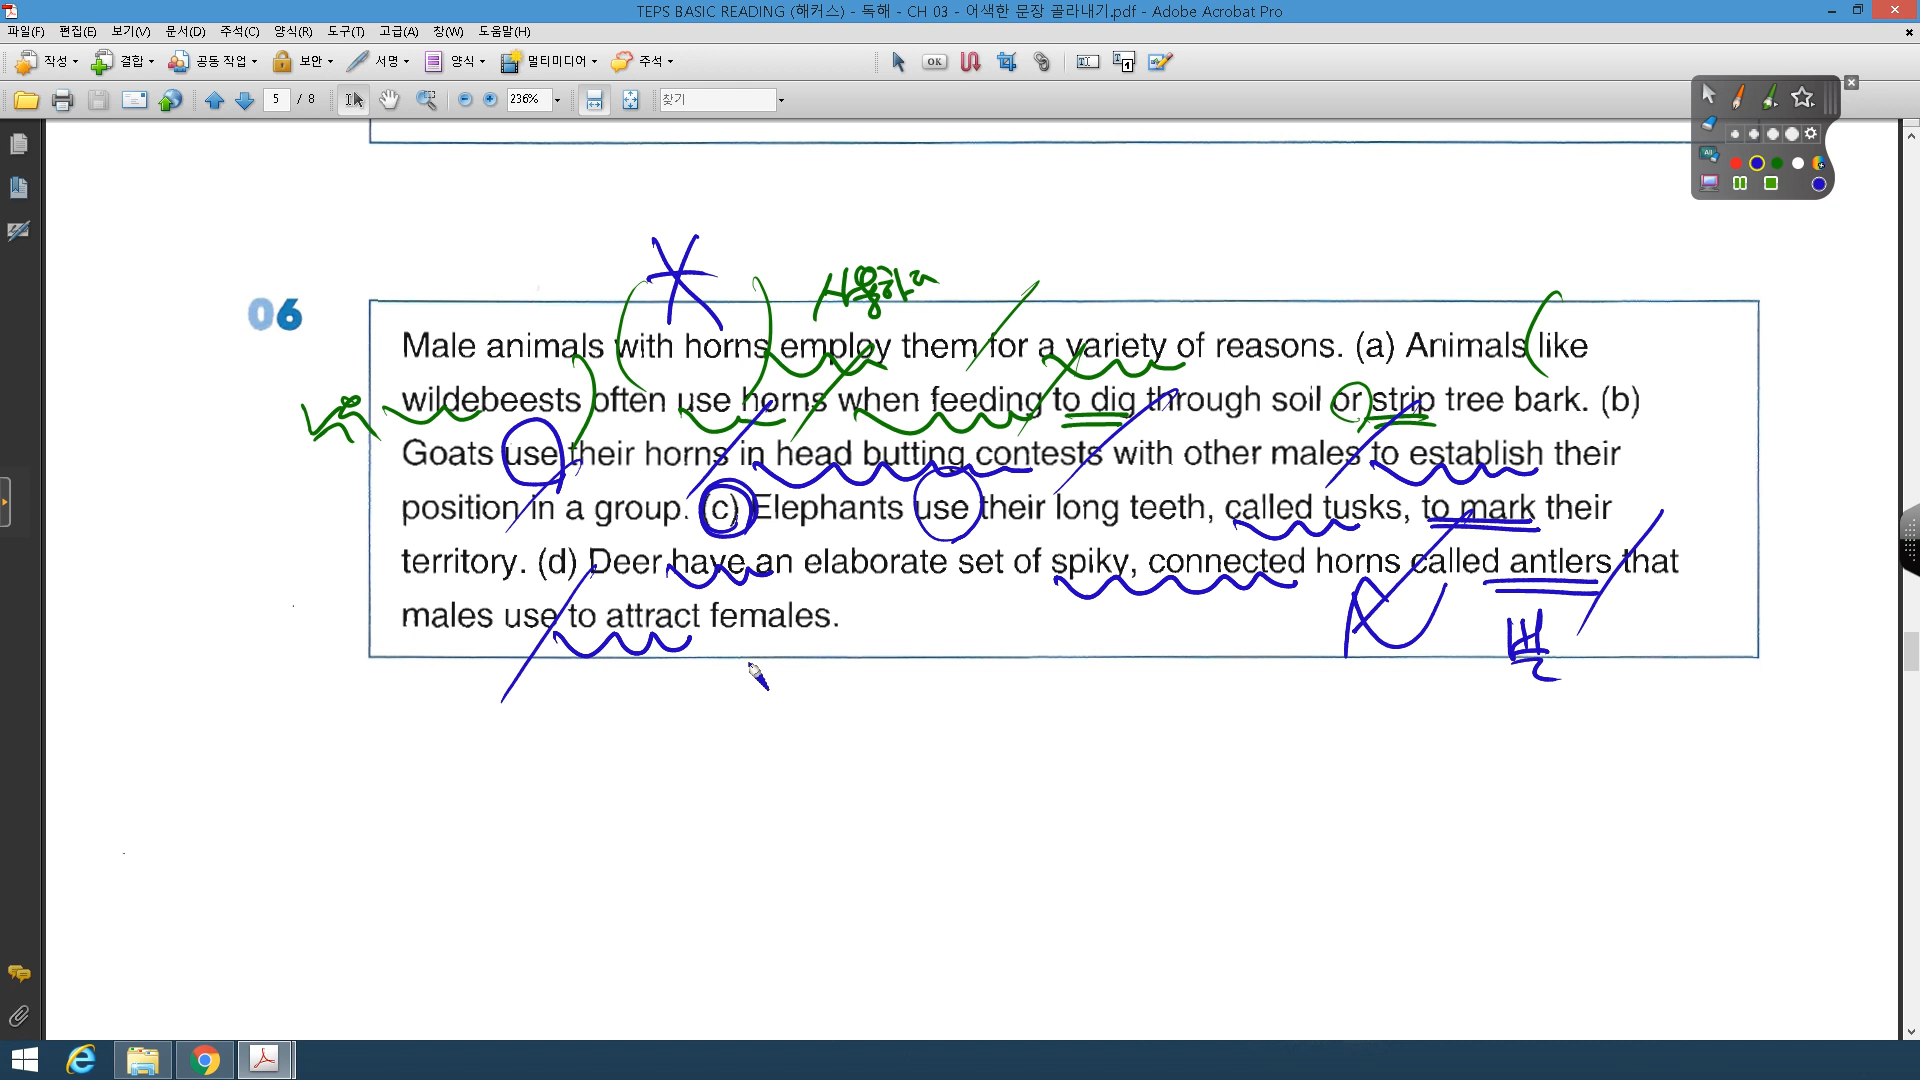 TEPS BASIC READING (해커스) - 독해 - CH 03 - 어색한 문장 골라내기.pdf - Adobe Acrobat Pro
파일(F) 편집(E) 보기(V) 문서(D) 주석(C) 양식(R) 도구(T) 고급(A) 창(W) 도움말(H)
작성 결합 공동 작업 보안 서명 양식 멀티미디어 주석 OK
5 / 8 236% 찾기
사용하다
06
Male animals with horns employ them for a variety of reasons. (a) Animals like
wildebeests often use horns when feeding to dig through soil or strip tree bark. (b)
Goats use their horns in head butting contests with other males to establish their
position in a group. (c) Elephants use their long teeth, called tusks, to mark their
territory. (d) Deer have an elaborate set of spiky, connected horns called antlers that
males use to attract females.
뿔